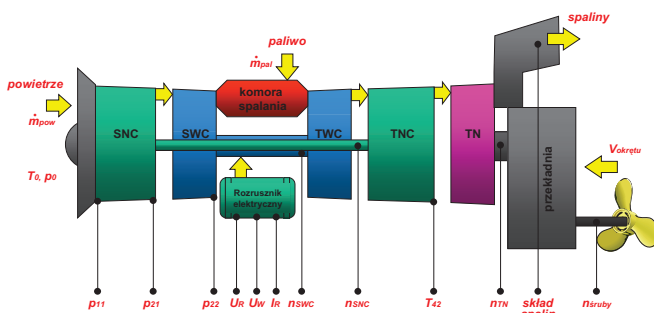 spaliny
paliwo
ṁpal
powietrze
ṁpow
komora
spalania
SNC
SWC
TWC
TNC
TN
Vokrętu
T0, p0
Rozrusznik
elektryczny
przekładnia
p11
p21
p22
UR
UW
IR
nSWC
nSNC
T42
nTN
skład
spalin
nśruby